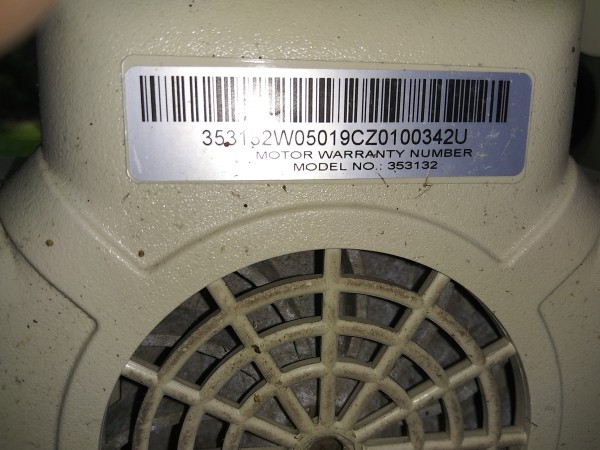 353132W05019CZ0100342U
MOTOR WARRANTY NUMBER
MODEL NO.: 353132